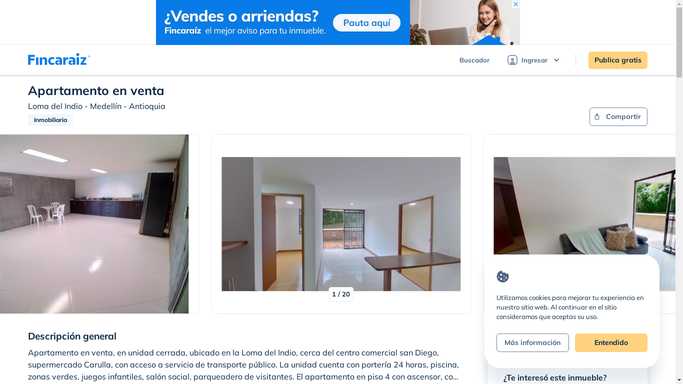 ¿Vendes o arriendas?
Fincaraíz el mejor aviso para tu inmueble.
Pauta aquí
Fincaraíz
Buscador
Ingresar
Publica gratis
Apartamento en venta
Loma del Indio - Medellín - Antioquia
Inmobiliaria
Compartir
1 / 20
Descripción general
Apartamento en venta, en unidad cerrada, ubicado en la Loma del Indio, cerca del centro comercial san Diego,
supermercado Carulla, con acceso a servicio de transporte público. La unidad cuenta con portería 24 horas, piscina,
zonas verdes, juegos infantiles, salón social, parqueadero de visitantes. El apartamento en piso 4 con ascensor, co...
Utilizamos cookies para mejorar tu experiencia en
nuestro sitio web. Al continuar en el sitio
consideramos que aceptas su uso.
Más información
Entendido
¿Te interesó este inmueble?